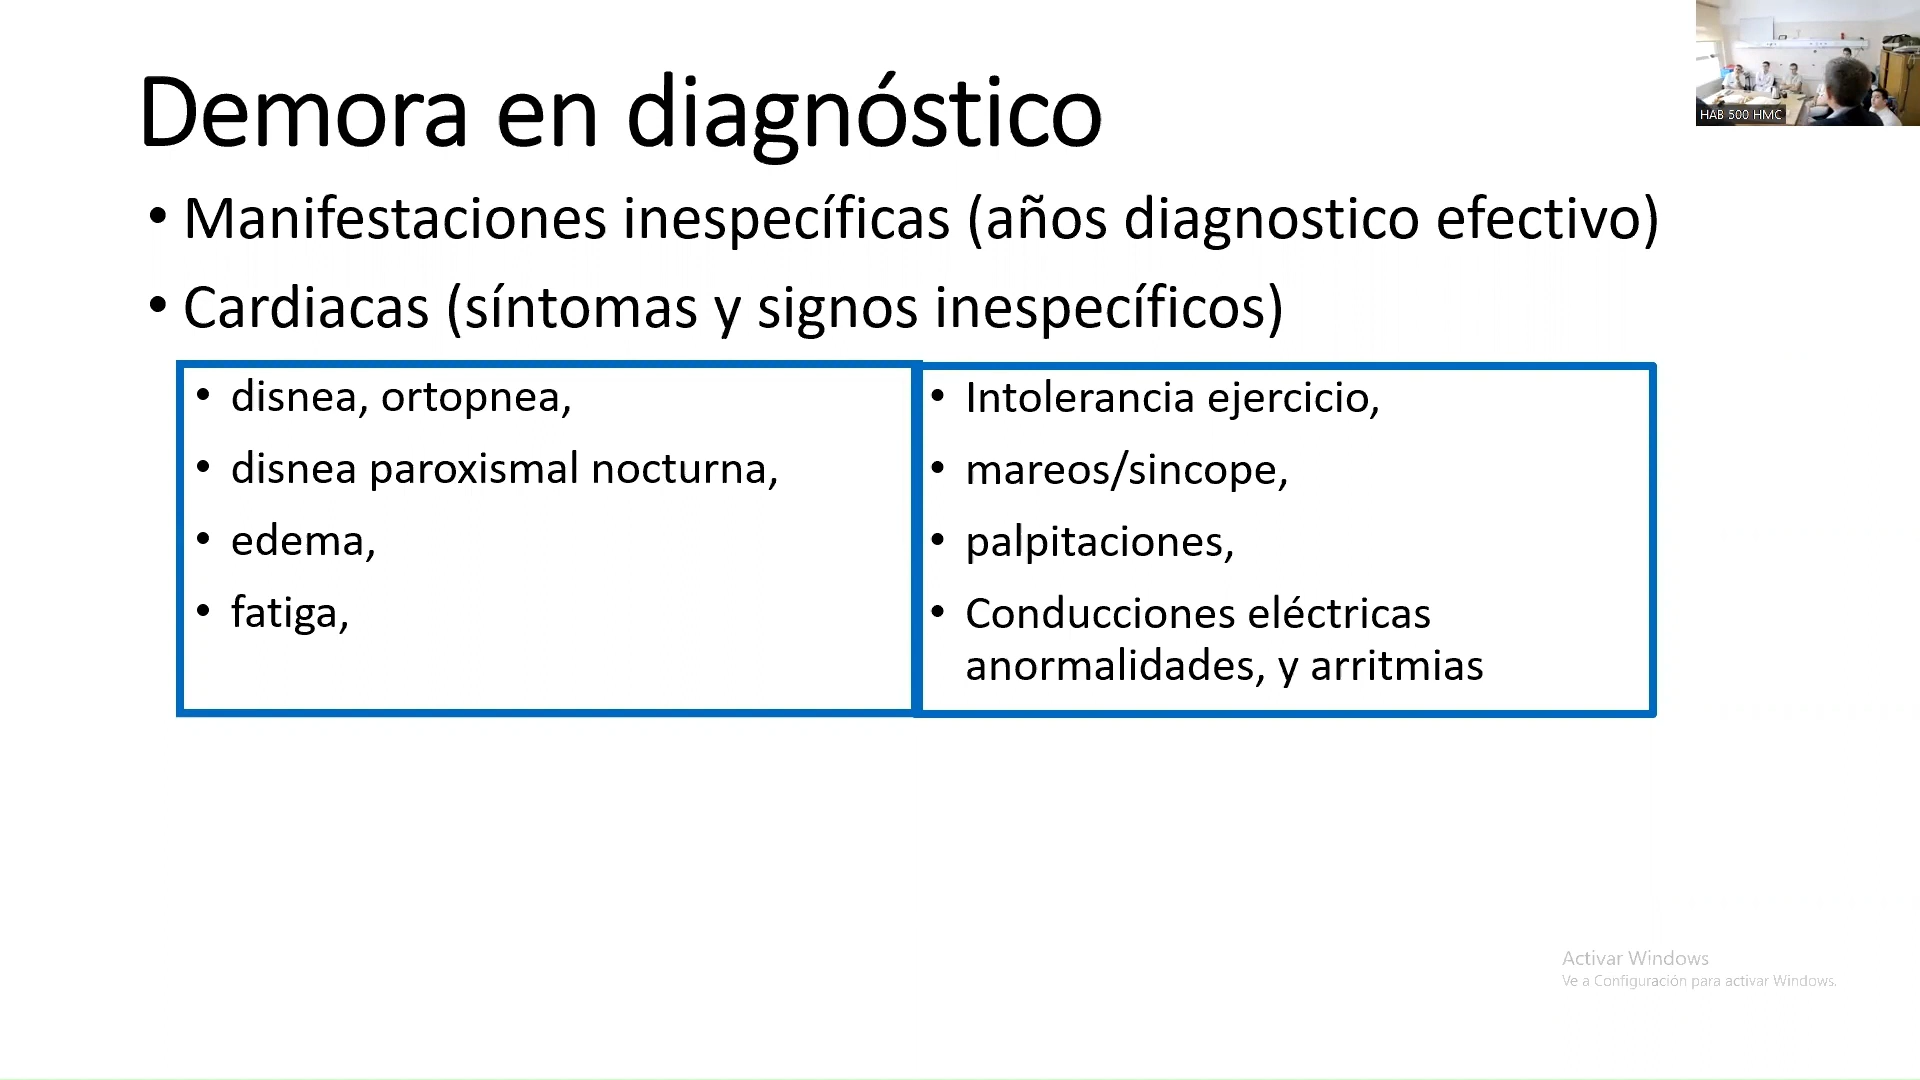 Demora en diagnóstico
• Manifestaciones inespecíficas (años diagnostico efectivo)
• Cardiacas (síntomas y signos inespecíficos)
• disnea, ortopnea,
• disnea paroxismal nocturna,
• edema,
• fatiga,
• Intolerancia ejercicio,
• mareos/sincope,
• palpitaciones,
• Conducciones eléctricas
anormalidades, y arritmias
HAB 500 HMC
Activar Windows
Ve a Configuración para activar Windows.